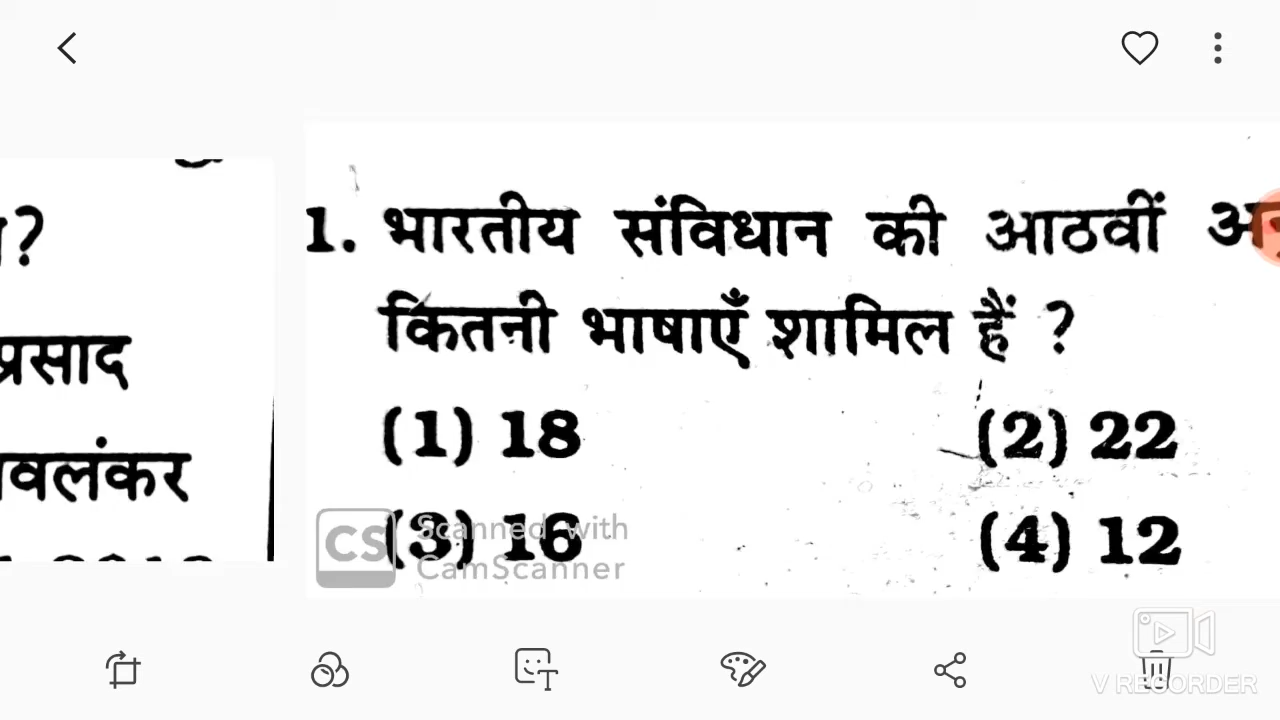 ?
प्रसाद
वलंकर
1. भारतीय संविधान की आठवीं
कितनी भाषाएँ शामिल हैं ?
(1) 18 (2) 22
(3) 16 (4) 12
CS Scanned with
CamScanner
V RECORDER